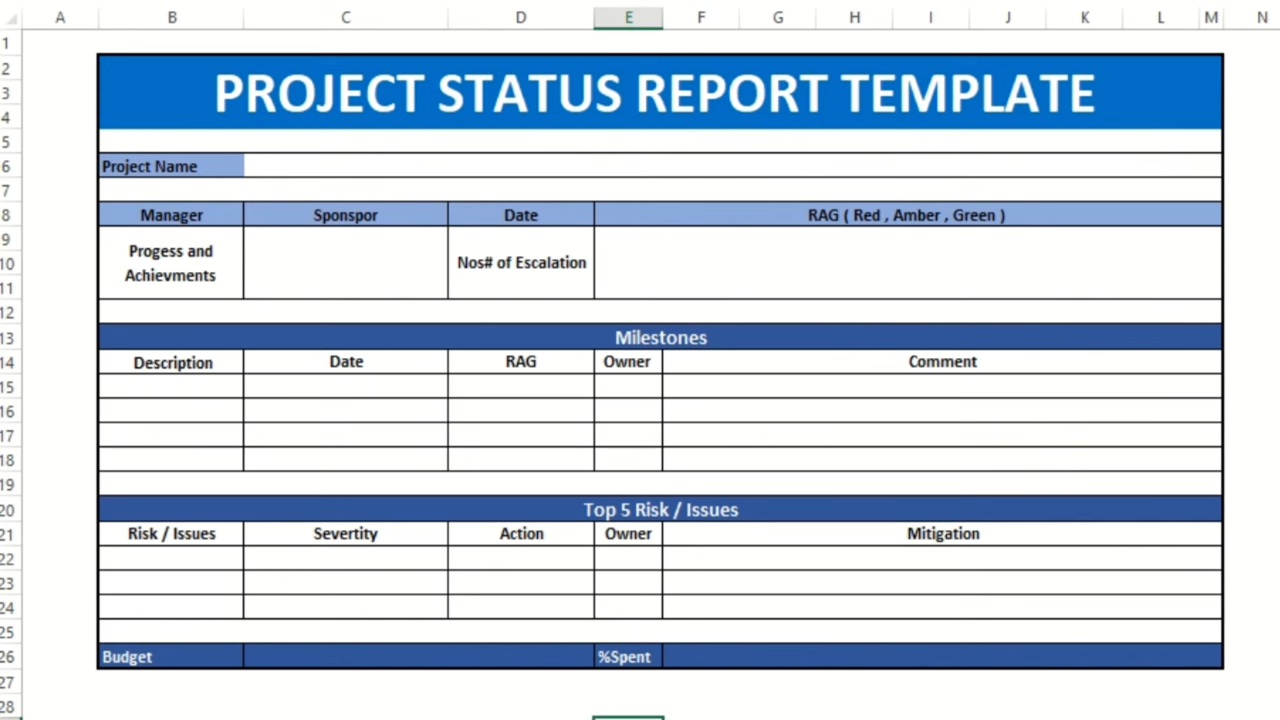 A B C D E F G H I J K L M N
1
2
3 PROJECT STATUS REPORT TEMPLATE
4
5
6 Project Name
7
8 Manager Sponspor Date RAG ( Red , Amber , Green )
9 Progess and
10 Nos# of Escalation
Achievments
11
12
13 Milestones
14 Description Date RAG Owner Comment
15
16
17
18
19
20 Top 5 Risk / Issues
21 Risk / Issues Severtity Action Owner Mitigation
22
23
24
25
26 Budget %Spent
27
28